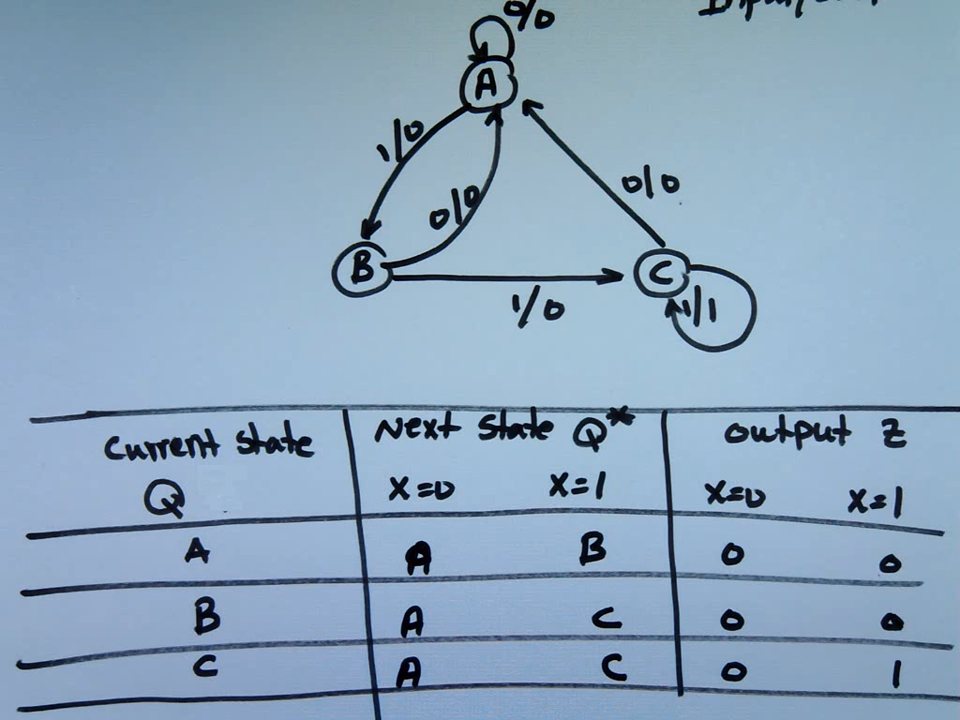 0/0
A
1/0
0/0
0/0
B
C
1/0
1/1
Current state Next state Q* output Z
Q X=0 X=1 X=0 X=1
A A B 0 0
B A C 0 0
C A C 0 1